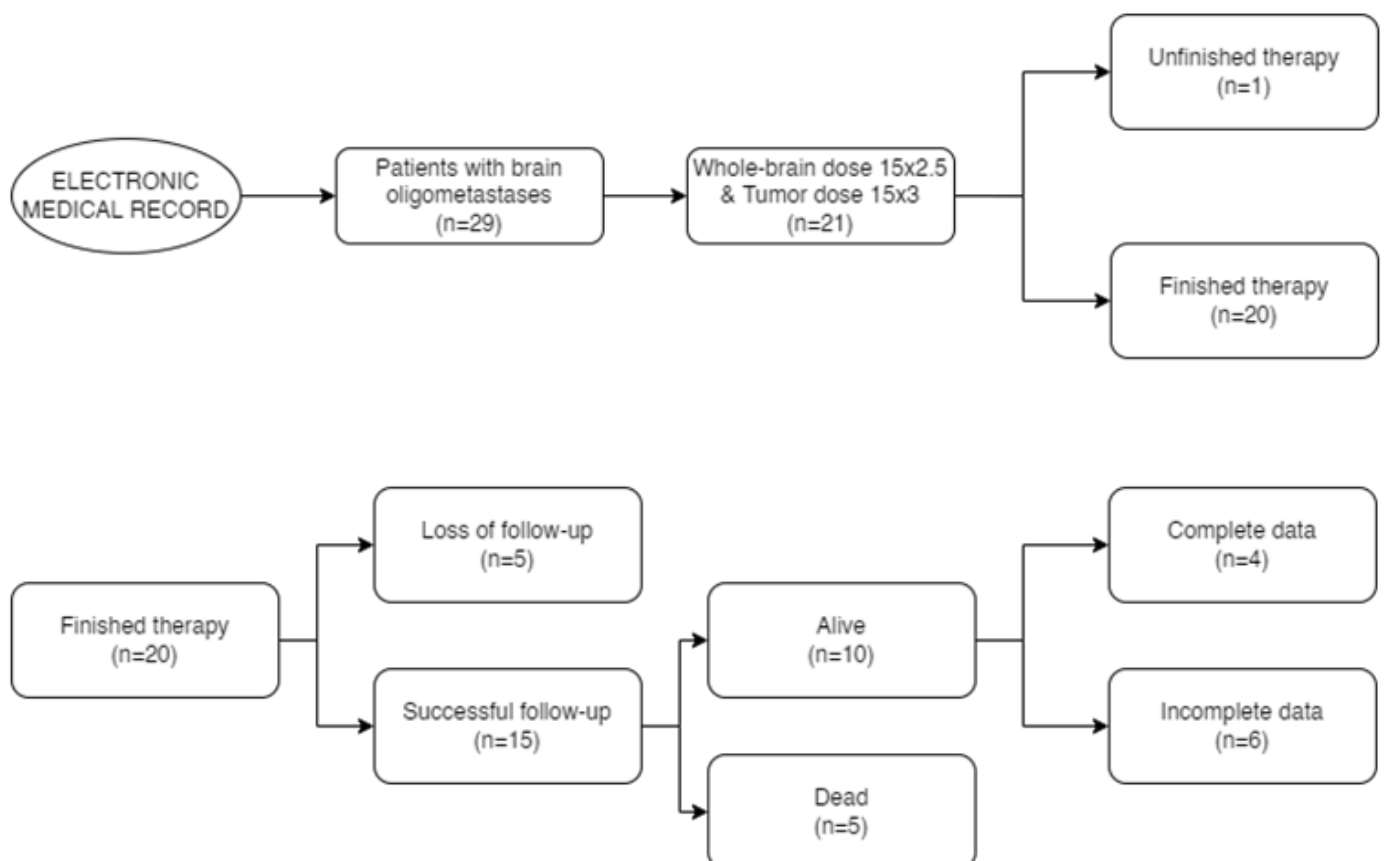 ELECTRONIC
MEDICAL RECORD
Patients with brain
oligometastases
(n=29)
Whole-brain dose 15x2.5
& Tumor dose 15x3
(n=21)
Unfinished therapy
(n=1)
Finished therapy
(n=20)
Finished therapy
(n=20)
Loss of follow-up
(n=5)
Successful follow-up
(n=15)
Alive
(n=10)
Dead
(n=5)
Complete data
(n=4)
Incomplete data
(n=6)